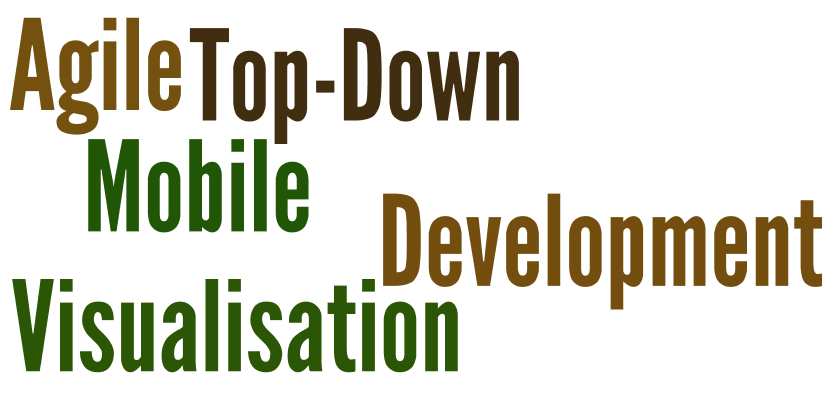 Agile Top-Down
Mobile
Development
Visualisation